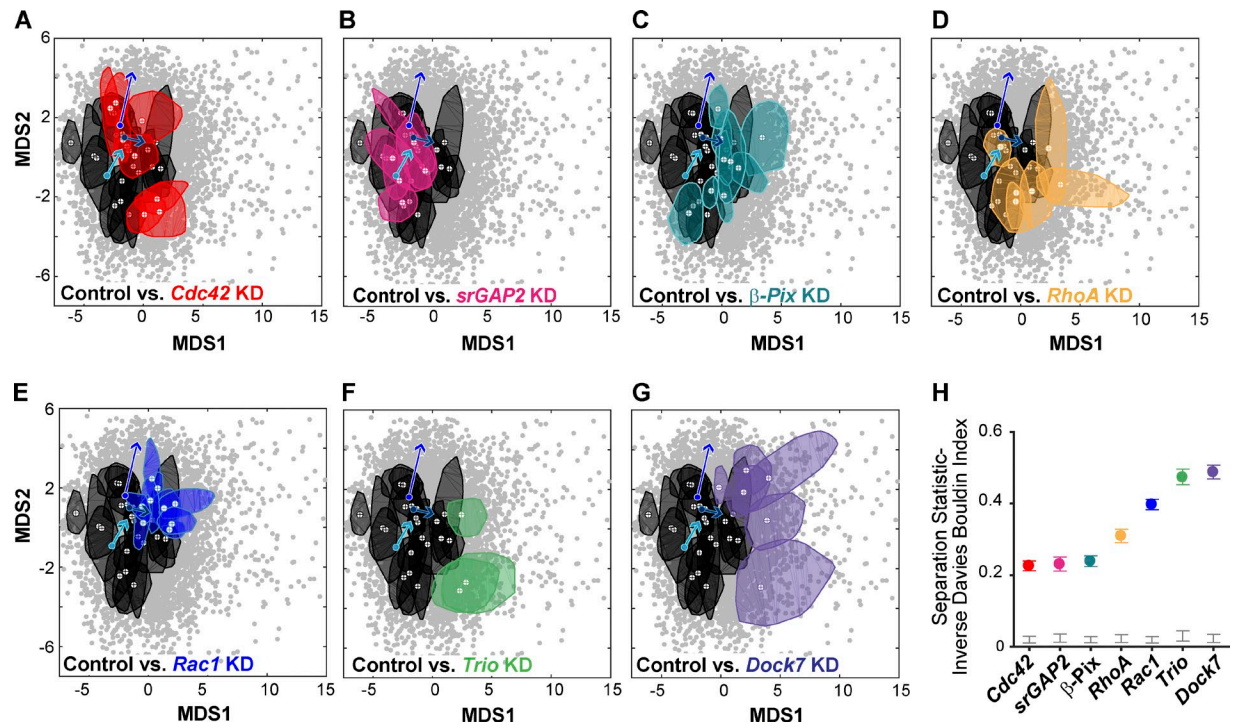 A
B
C
D
6
2
-2
-6
MDS2
Control vs. Cdc42 KD
Control vs. srGAP2 KD
Control vs. β-Pix KD
Control vs. RhoA KD
-5 0 5 10 15
-5 0 5 10 15
-5 0 5 10 15
-5 0 5 10 15
MDS1
MDS1
MDS1
MDS1
E
F
G
H
6
2
-2
-6
MDS2
Control vs. Rac1 KD
Control vs. Trio KD
Control vs. Dock7 KD
-5 0 5 10 15
-5 0 5 10 15
-5 0 5 10 15
MDS1
MDS1
MDS1
Separation Statistic-
Inverse Davies Bouldin Index
0.6
0.4
0.2
0
Cdc42
srGAP2
β-Pix
RhoA
Rac1
Trio
Dock7